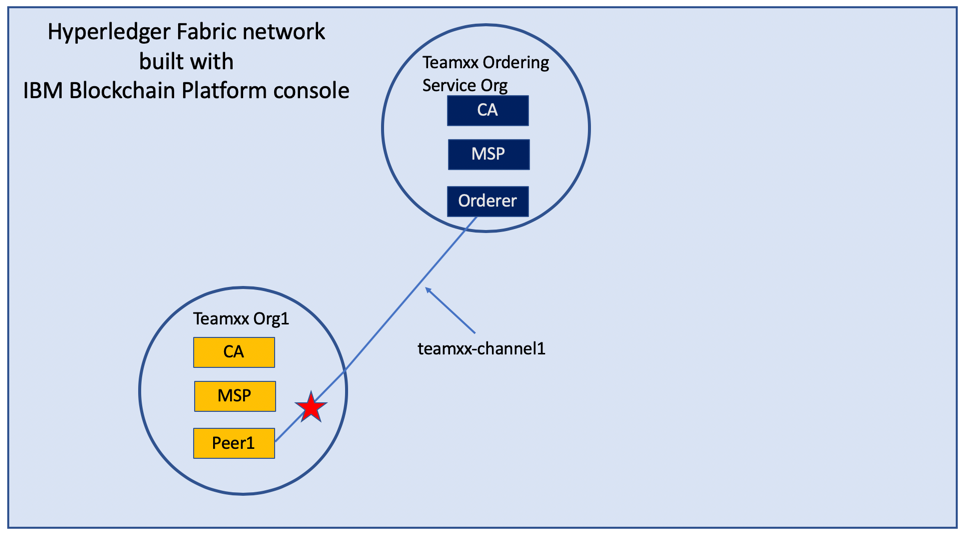 Hyperledger Fabric network
built with
IBM Blockchain Platform console
Teamxx Ordering
Service Org
CA
MSP
Orderer
teamxx-channel1
Teamxx Org1
CA
MSP
Peer1